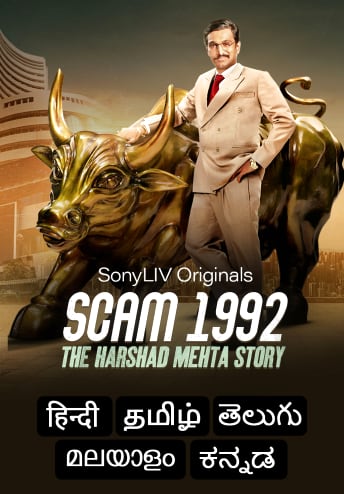 SonyLIV Originals
SCAM 1992
THE HARSHAD MEHTA STORY
हिन्दी தமிழ் తెలుగు
മലയാളം ಕನ್ನಡ